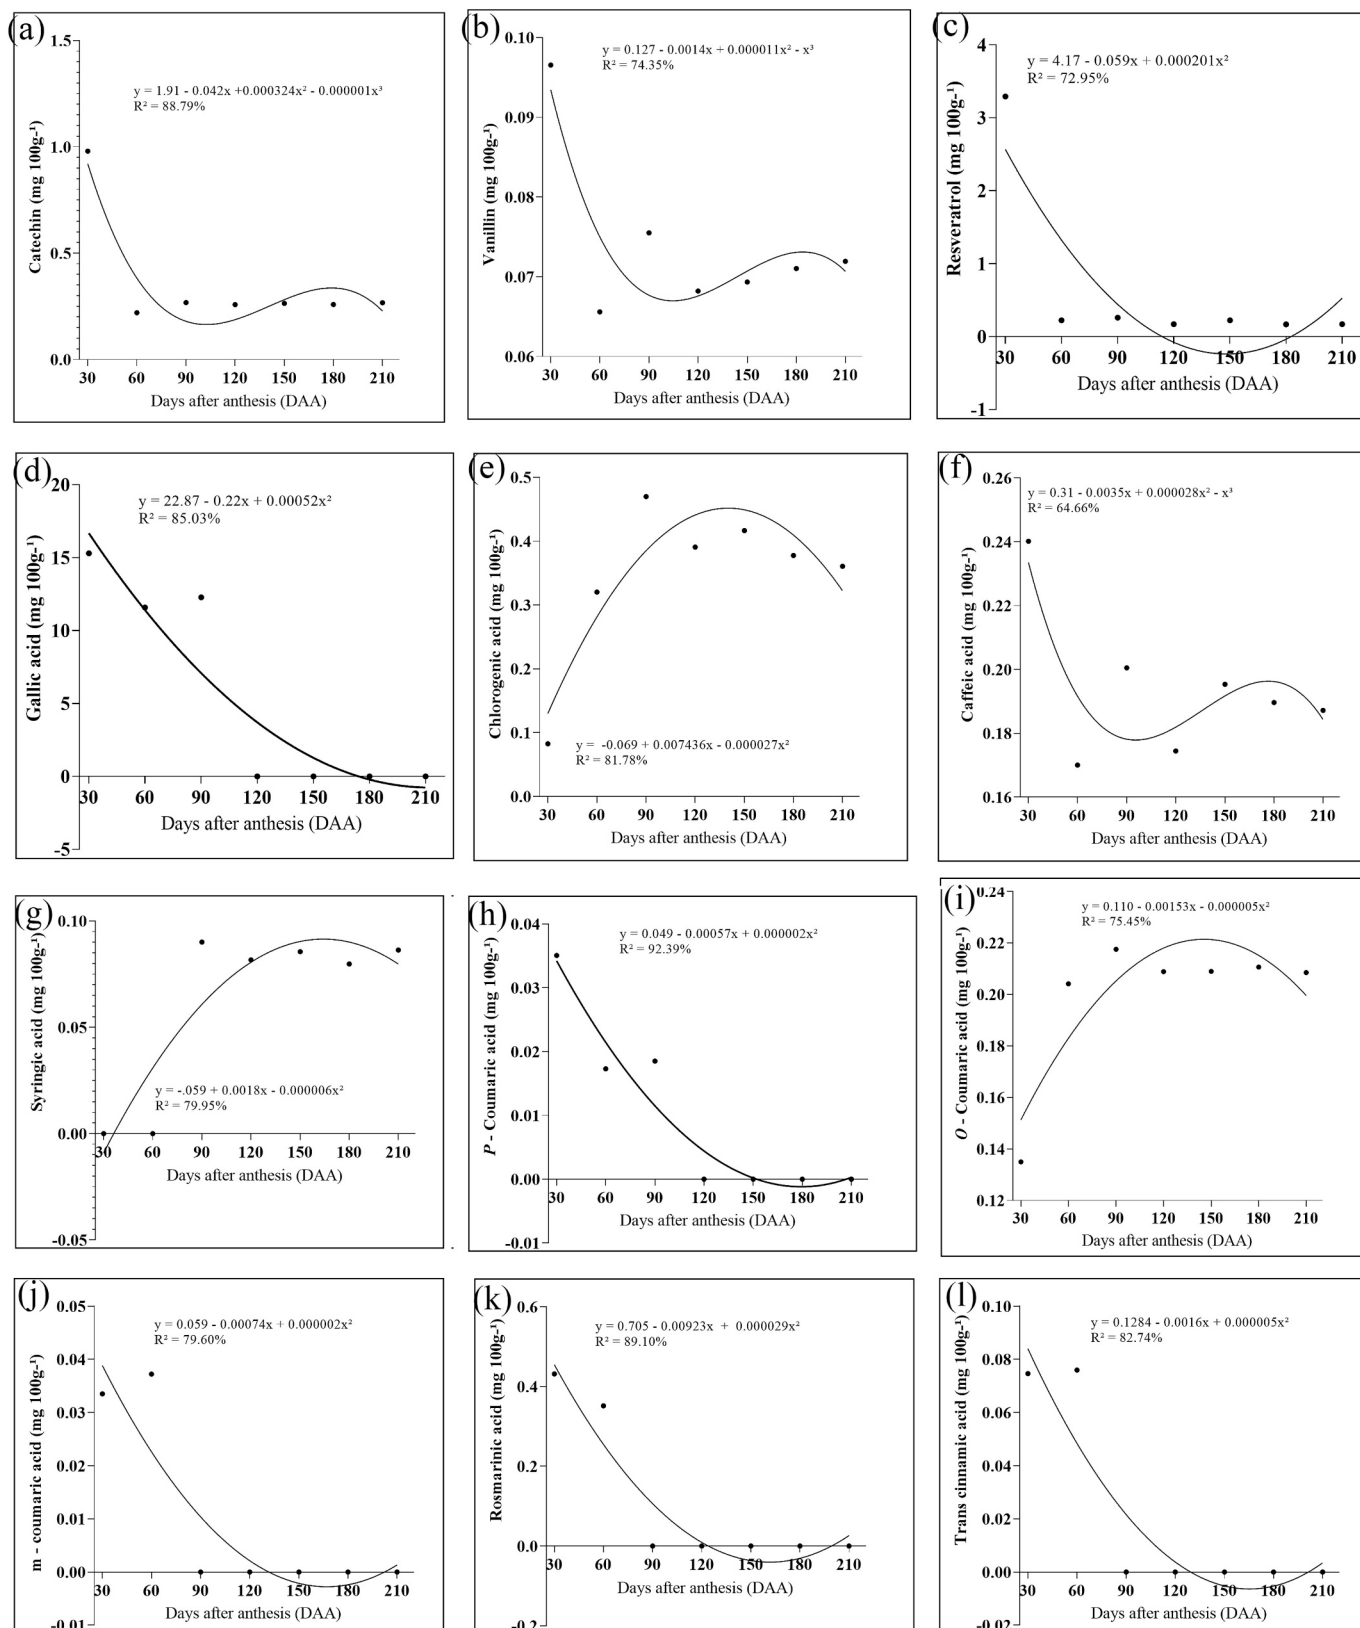 (a)
1.5
1.0
0.5
0.0
Catechin (mg 100g-¹)
y = 1.91 - 0.042x +0.000324x² - 0.000001x³
R² = 88.79%
30 60 90 120 150 180 210
Days after anthesis (DAA)
(b)
0.10
0.09
0.08
0.07
0.06
Vanillin (mg 100g-¹)
y = 0.127 - 0.0014x + 0.000011x² - x³
R² = 74.35%
30 60 90 120 150 180 210
Days after anthesis (DAA)
(c)
4
3
2
1
0
-1
Resveratrol (mg 100g-¹)
y = 4.17 - 0.059x + 0.000201x²
R² = 72.95%
30 60 90 120 150 180 210
Days after anthesis (DAA)
(d)
20
15
10
5
0
-5
Gallic acid (mg 100g-¹)
y = 22.87 - 0.22x + 0.00052x²
R² = 85.03%
30 60 90 120 150 180 210
Days after anthesis (DAA)
(e)
0.5
0.4
0.3
0.2
0.1
0.0
Chlorogenic acid (mg 100g-¹)
y = -0.069 + 0.007436x - 0.000027x²
R² = 81.78%
30 60 90 120 150 180 210
Days after anthesis (DAA)
(f)
0.26
0.24
0.22
0.20
0.18
0.16
Caffeic acid (mg 100g-¹)
y = 0.31 - 0.0035x + 0.000028x² - x³
R² = 64.66%
30 60 90 120 150 180 210
Days after anthesis (DAA)
(g)
0.10
0.05
0.00
-0.05
Syringic acid (mg 100g-¹)
y = -.059 + 0.0018x - 0.000006x²
R² = 79.95%
30 60 90 120 150 180 210
Days after anthesis (DAA)
(h)
0.04
0.03
0.02
0.01
0.00
-0.01
P - Coumaric acid (mg 100g-¹)
y = 0.049 - 0.00057x + 0.000002x²
R² = 92.39%
30 60 90 120 150 180 210
Days after anthesis (DAA)
(i)
0.24
0.22
0.20
0.18
0.16
0.14
0.12
O - Coumaric acid (mg 100g-¹)
y = 0.110 - 0.00153x - 0.000005x²
R² = 75.45%
30 60 90 120 150 180 210
Days after anthesis (DAA)
(j)
0.05
0.04
0.03
0.02
0.01
0.00
-0.01
m - coumaric acid (mg 100g-¹)
y = 0.059 - 0.00074x + 0.000002x²
R² = 79.60%
30 60 90 120 150 180 210
Days after anthesis (DAA)
(k)
0.6
0.4
0.2
0.0
-0.2
Rosmarinic acid (mg 100g-¹)
y = 0.705 - 0.00923x + 0.000029x²
R² = 89.10%
30 60 90 120 150 180 210
Days after anthesis (DAA)
(l)
0.10
0.08
0.06
0.04
0.02
0.00
-0.02
Trans cinnamic acid (mg 100g-¹)
y = 0.1284 - 0.0016x + 0.000005x²
R² = 82.74%
30 60 90 120 150 180 210
Days after anthesis (DAA)